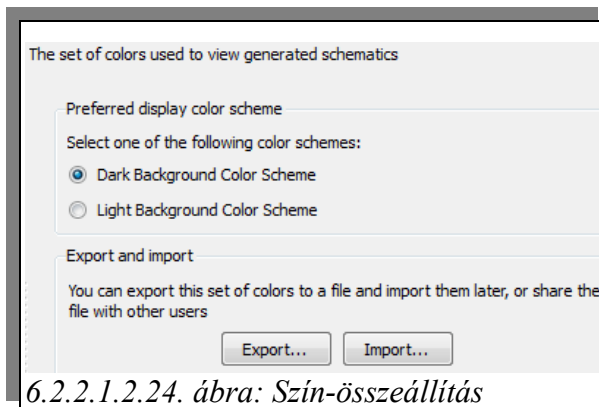 The set of colors used to view generated schematics
Preferred display color scheme
Select one of the following color schemes:
Dark Background Color Scheme
Light Background Color Scheme
Export and import
You can export this set of colors to a file and import them later, or share the
file with other users
Export... Import...
6.2.2.1.2.24. ábra: Szín-összeállítás